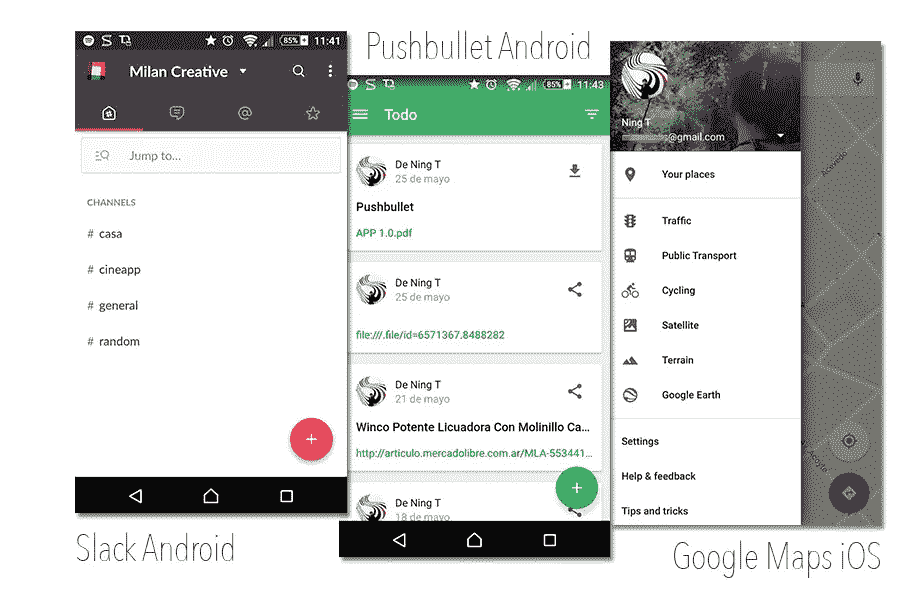 Pushbullet Android
85%
11:41
Milan Creative
Jump to...
CHANNELS
# casa
# cineapp
# general
# random
Slack Android
85%
11:43
Todo
De Ning T
25 de mayo
Pushbullet
APP 1.0.pdf
De Ning T
25 de mayo
file:///.file/id=6571367.8488282
De Ning T
21 de mayo
Winco Potente Licuadora Con Molinillo Ca...
http://articulo.mercadolibre.com.ar/MLA-553441...
De Ning T
18 de mayo
Ning T
@gmail.com
Your places
Traffic
Public Transport
Cycling
Satellite
Terrain
Google Earth
Settings
Help & feedback
Tips and tricks
Acevedo
Acoyte
Google Maps iOS